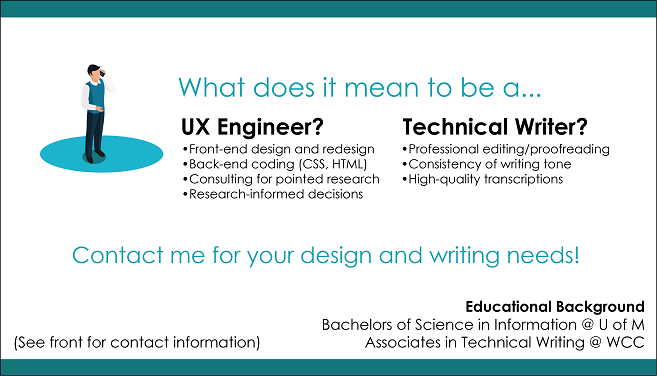 What does it mean to be a...
UX Engineer?
•Front-end design and redesign
•Back-end coding (CSS, HTML)
•Consulting for pointed research
•Research-informed decisions
Technical Writer?
•Professional editing/proofreading
•Consistency of writing tone
•High-quality transcriptions
Contact me for your design and writing needs!
(See front for contact information)
Educational Background
Bachelors of Science in Information @ U of M
Associates in Technical Writing @ WCC